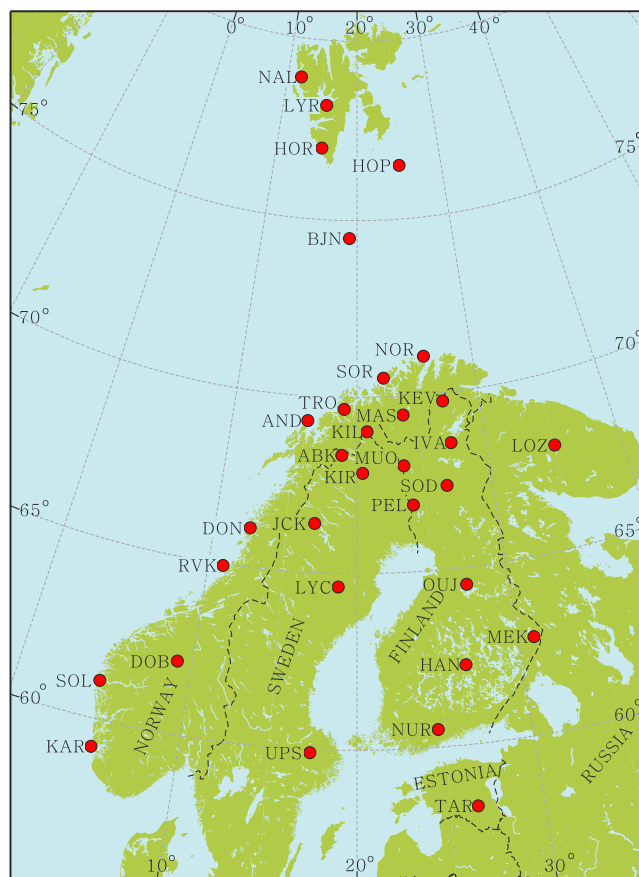 0° 10° 20° 30° 40°
NAL
75°
LYR
HOR
75°
HOP
BJN
70°
70°
NOR
SOR
TRO
KEV
AND
MAS
KIL
IVA
LOZ
ABK
MUO
KIR
SOD
65°
PEL
DON
JCK
65°
RVK
LYC
OUJ
FINLAND
SWEDEN
MEK
DOB
HAN
SOL
60°
NORWAY
60°
NUR
KAR
UPS
RUSSIA
ESTONIA
TAR
10° 20° 30°